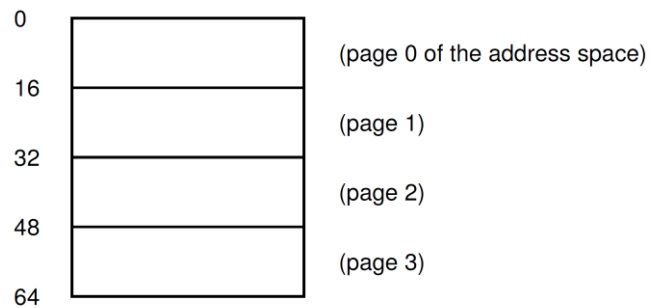 0
(page 0 of the address space)
16
(page 1)
32
(page 2)
48
(page 3)
64